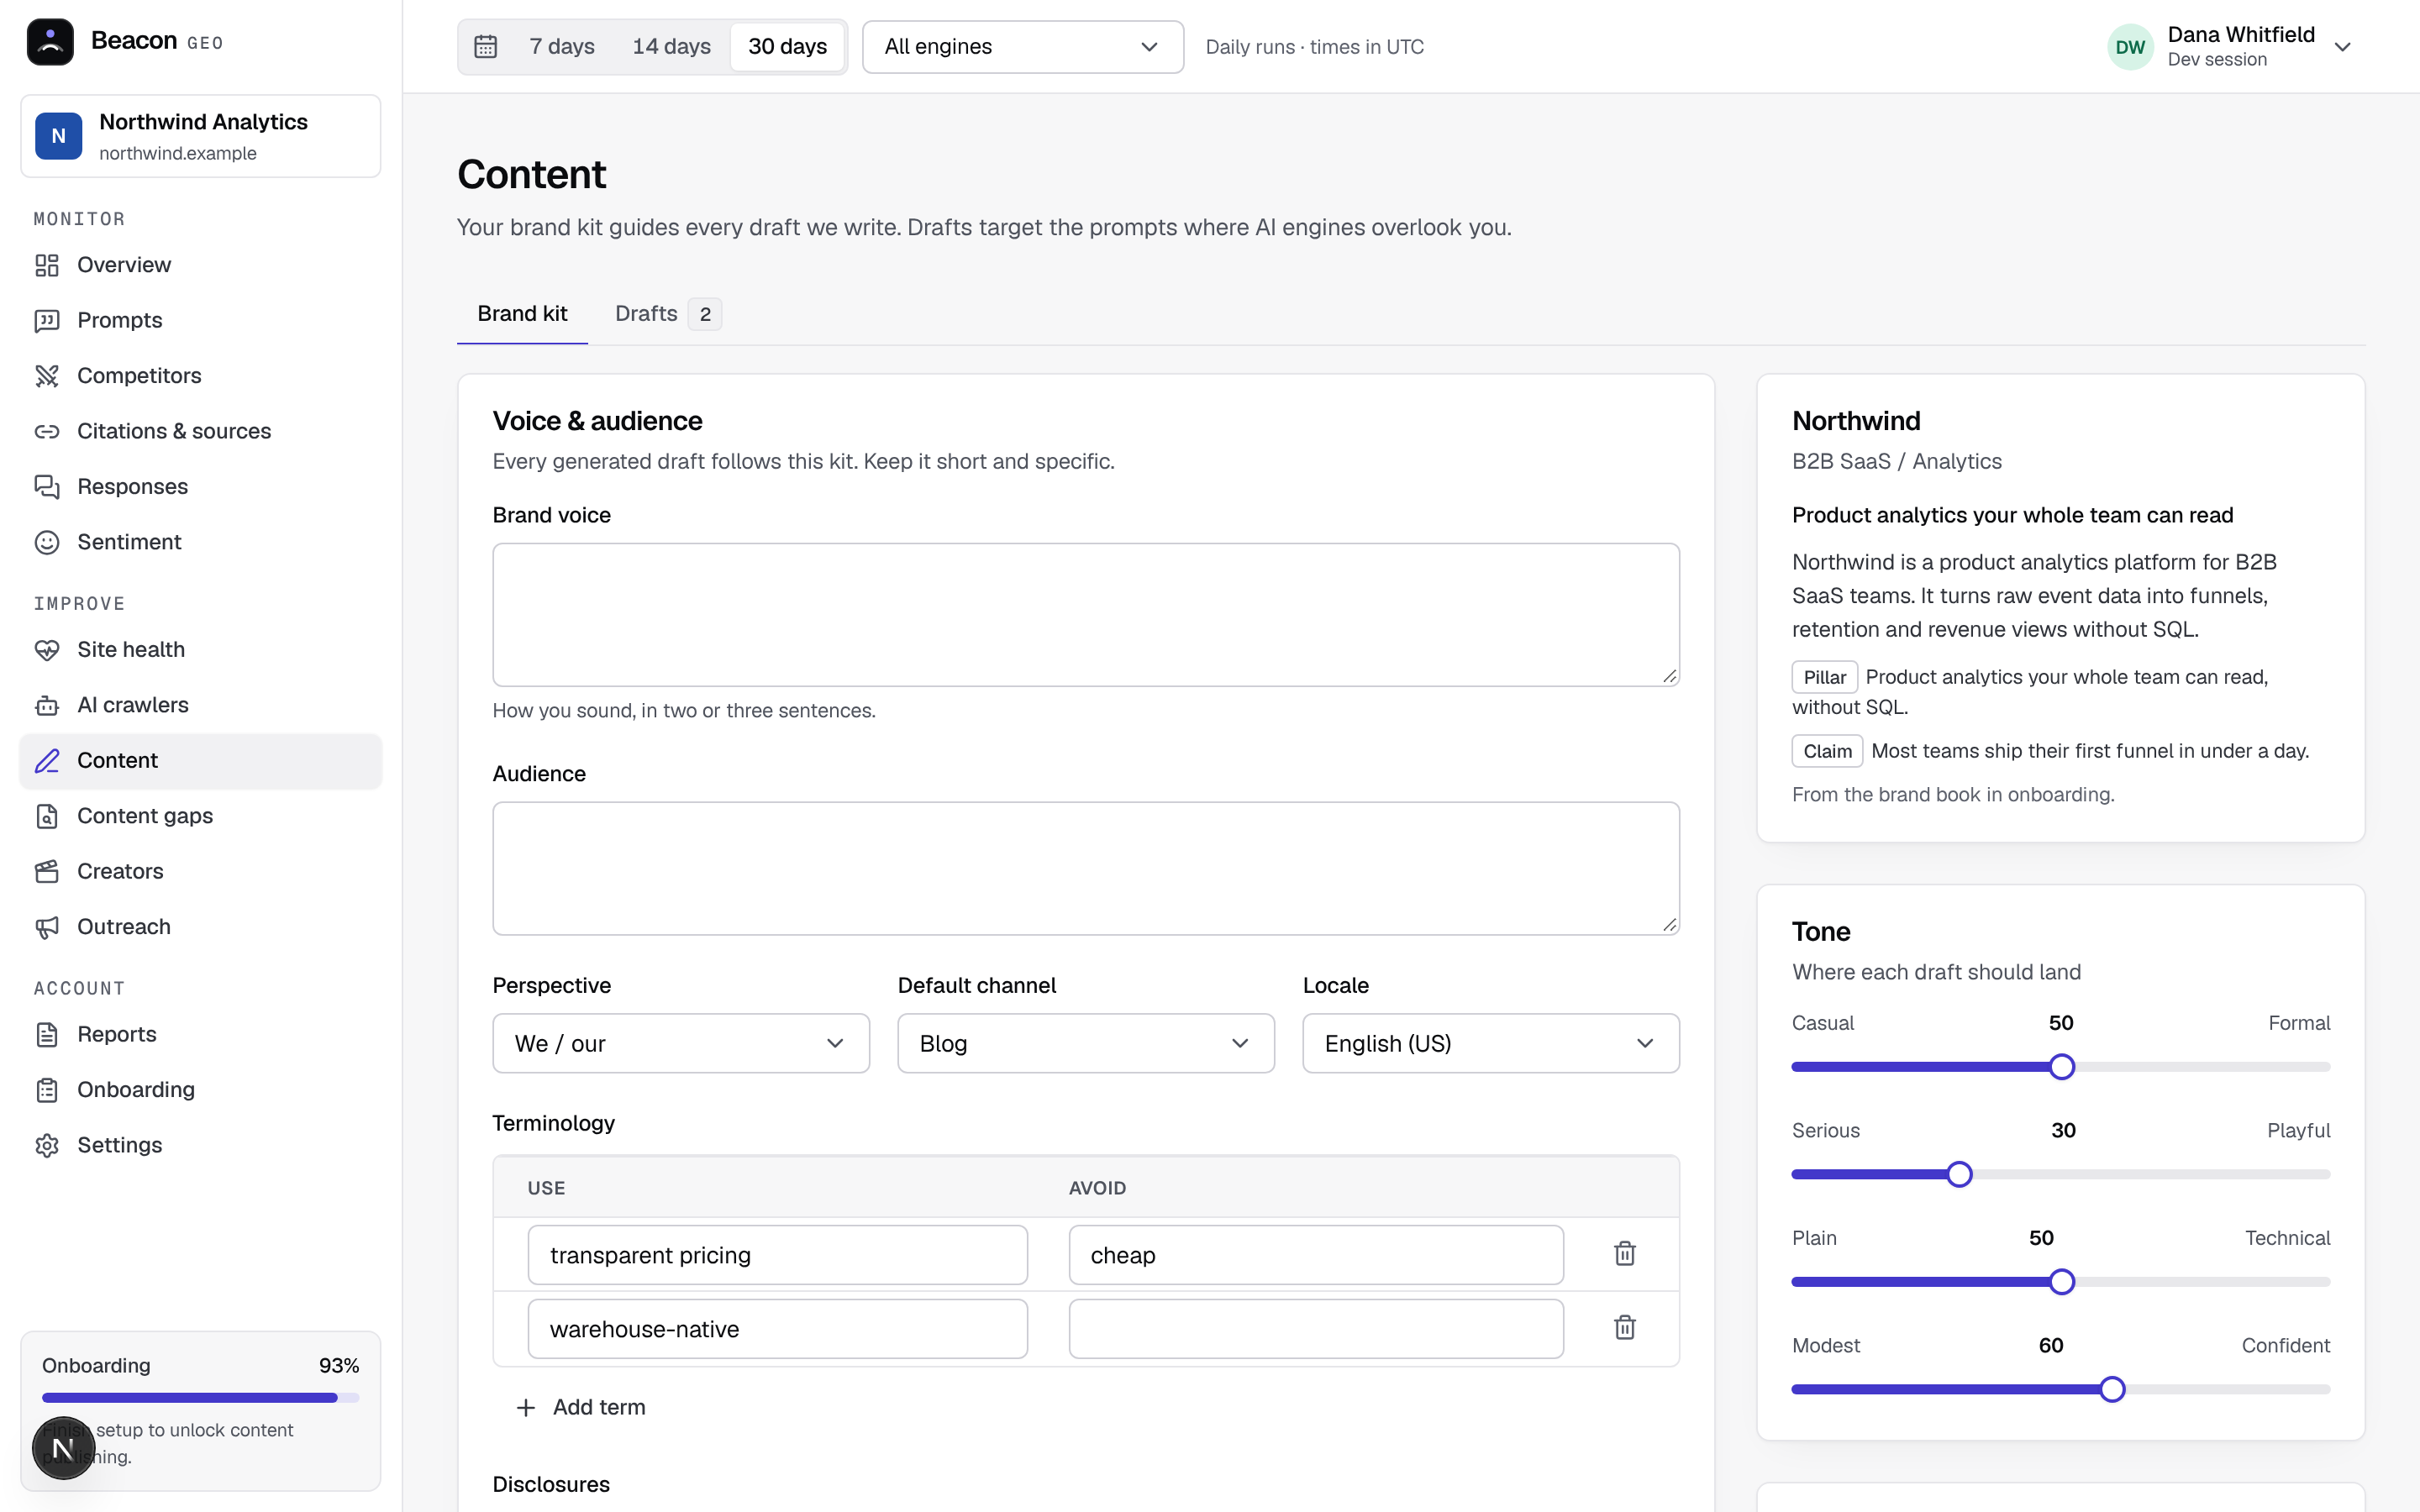 Beacon GEO
Northwind Analytics
northwind.example
MONITOR
Overview
Prompts
Competitors
Citations & sources
Responses
Sentiment
IMPROVE
Site health
AI crawlers
Content
Content gaps
Creators
Outreach
ACCOUNT
Reports
Onboarding
Settings
Onboarding 93%
setup to unlock content
N
7 days 14 days 30 days
All engines
Daily runs · times in UTC
DW
Dana Whitfield
Dev session
Content
Your brand kit guides every draft we write. Drafts target the prompts where AI engines overlook you.
Brand kit
Drafts 2
Voice & audience
Every generated draft follows this kit. Keep it short and specific.
Brand voice
How you sound, in two or three sentences.
Audience
Perspective Default channel Locale
We / our Blog English (US)
Terminology
USE AVOID
transparent pricing cheap
warehouse-native
Add term
Disclosures
Northwind
B2B SaaS / Analytics
Product analytics your whole team can read
Northwind is a product analytics platform for B2B
SaaS teams. It turns raw event data into funnels,
retention and revenue views without SQL.
Pillar Product analytics your whole team can read,
without SQL.
Claim Most teams ship their first funnel in under a day.
From the brand book in onboarding.
Tone
Where each draft should land
Casual 50 Formal
Serious 30 Playful
Plain 50 Technical
Modest 60 Confident